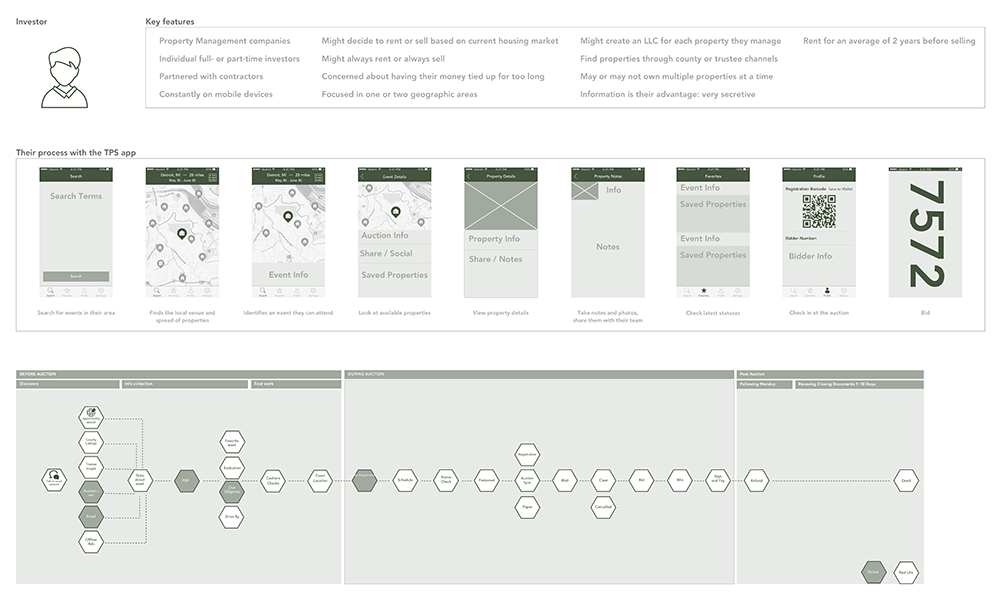 Investor
Key features
Property Management companies
Individual full- or part-time investors
Partnered with contractors
Constantly on mobile devices
Might decide to rent or sell based on current housing market
Might always rent or always sell
Concerned about having their money tied up for too long
Focused in one or two geographic areas
Might create an LLC for each property they manage
Find properties through county or trustee channels
May or may not own multiple properties at a time
Information is their advantage: very secretive
Rent for an average of 2 years before selling
Their process with the TPS app
Search
Search Terms
Search
Search for events in their area
Detroit, MI — 25 miles
May 30 - June 30
Finds the local venue and
spread of properties
Detroit, MI — 25 miles
May 30 - June 30
Event Info
Identifies an event they can attend
Event Details
Auction Info
Share / Social
Saved Properties
Look at available properties
Property Details
Property Info
Share / Notes
View property details
Property Notes
Info
Notes
Take notes and photos,
share them with their team
Favorites
Event Info
Saved Properties
Event Info
Saved Properties
Check latest statuses
Profile
Registration Barcode Save to Wallet
Bidder Number:
Bidder Info
Check in at the auction
7572
Bid
BEFORE AUCTION
Discovery
Info collection
Foot work
DURING AUCTION
Post Auction
Following Monday
Receving Closing Documents 9-10 Days
County
Listings
Trustee
Insight
Email
Offline
Ads
Data
about
asset
PDF
Favorite
asset
Evaluation
Due
Diligence
Drive By
Cashiers
Checks
Event
Location
Schedule
Status
Check
Postponed
Registration
Auction
Sync
Paper
Wait
Clear
Cancelled
Bid
Win
Sign
and Pay
Refund
Deed
Online
Real Life